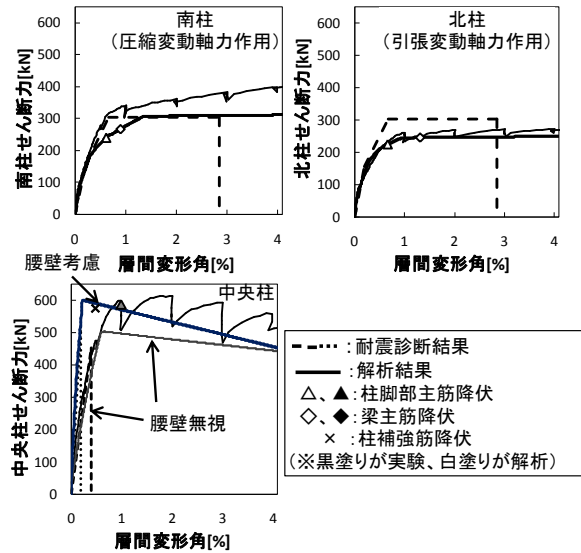 南柱
（圧縮変動軸力作用）
南柱せん断力[kN]
600
500
400
300
200
100
0
0
1
2
3
4
層間変形角[%]
北柱
（引張変動軸力作用）
北柱せん断力[kN]
600
500
400
300
200
100
0
0
1
2
3
4
層間変形角[%]
腰壁考慮
中央柱
中央柱せん断力[kN]
600
500
400
300
200
100
0
腰壁無視
0
1
2
3
4
層間変形角[%]
:耐震診断結果
:解析結果
△、▲:柱脚部主筋降伏
◇、◆:梁主筋降伏
×:柱補強筋降伏
(※黒塗りが実験、白塗りが解析)